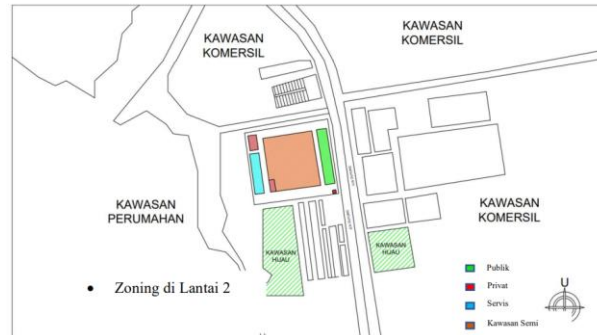 KAWASAN
KOMERSIL
KAWASAN
KOMERSIL
KAWASAN
PERUMAHAN
KAWASAN
KOMERSIL
KAWASAN
HIJAU
KAWASAN
HIJAU
• Zoning di Lantai 2
Publik
Privat
Servis
Kawasan Semi
U